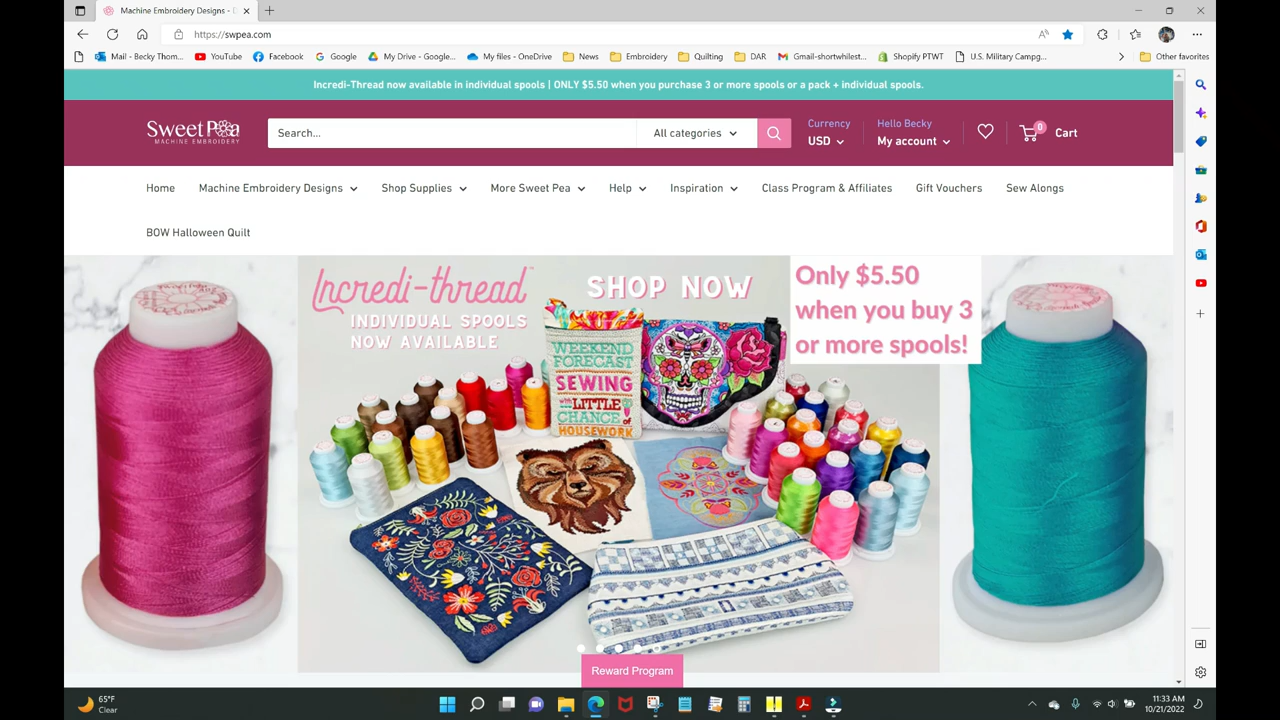 Machine Embroidery Designs - D
https://swpea.com
Mail - Becky Thom...
YouTube
Facebook
Google
My Drive - Google...
My files - OneDrive
News
Embroidery
Quilting
DAR
Gmail-shortwhilest...
Shopify PTWT
U.S. Military Campg...
Other favorites
Incredi-Thread now available in individual spools | ONLY $5.50 when you purchase 3 or more spools or a pack + individual spools.
Sweet Pea
MACHINE EMBROIDERY
Search...
All categories
Currency
USD
Hello Becky
My account
0
Cart
Home
Machine Embroidery Designs
Shop Supplies
More Sweet Pea
Help
Inspiration
Class Program & Affiliates
Gift Vouchers
Sew Alongs
BOW Halloween Quilt
Incredi-thread™
INDIVIDUAL SPOOLS
NOW AVAILABLE
SHOP NOW
Only $5.50
when you buy 3
or more spools!
WEEKEND
FORECAST
SEWING
with LITTLE
CHANCE of
HOUSEWORK
Reward Program
65°F
Clear
11:33 AM
10/21/2022